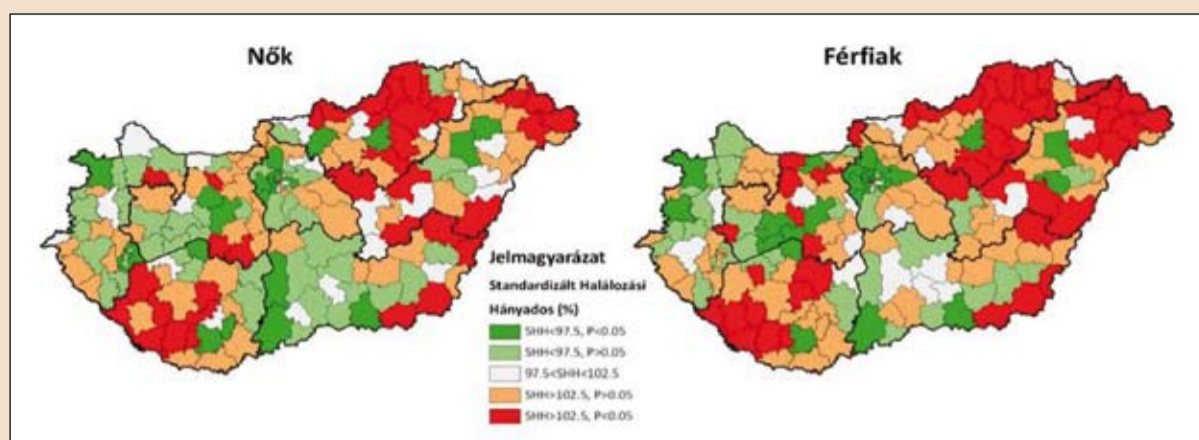 Nők
Férfiak
Jelmagyarázat
Standardizált Halálozási
Hányados (%)
SHH<97.5, P<0.05
SHH<97.5, P>0.05
97.5<SHH<102.5
SHH>102.5, P>0.05
SHH>102.5, P<0.05